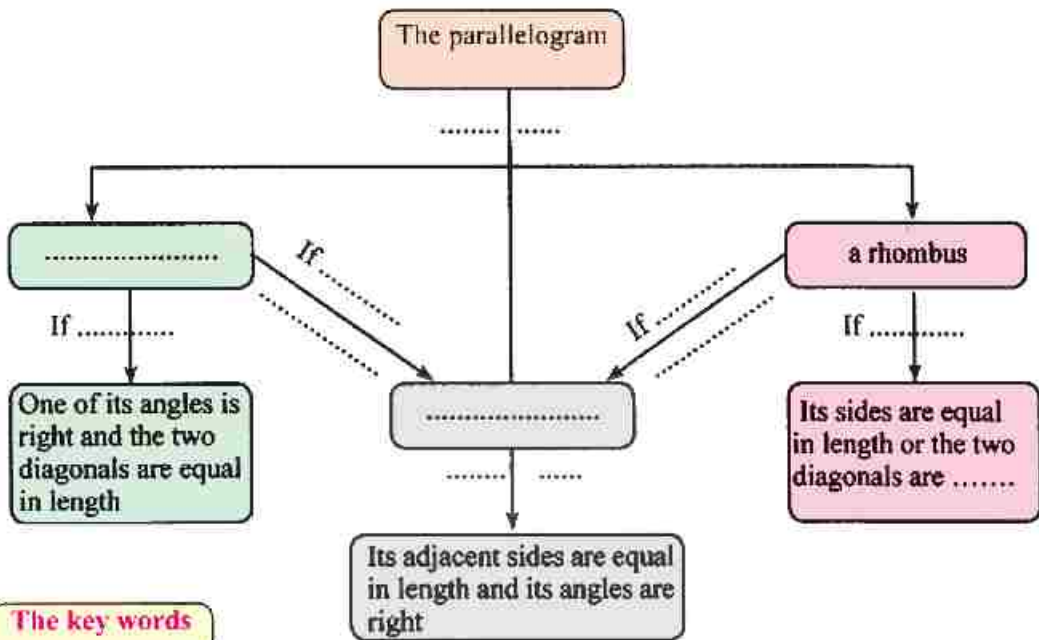 The parallelogram
............ ......
........................
a rhombus
If ............
................
If ............
................
If ............
If ............
........................
One of its angles is
right and the two
diagonals are equal
in length
Its sides are equal
in length or the two
diagonals are .......
........ ......
Its adjacent sides are equal
in length and its angles are
right
The key words